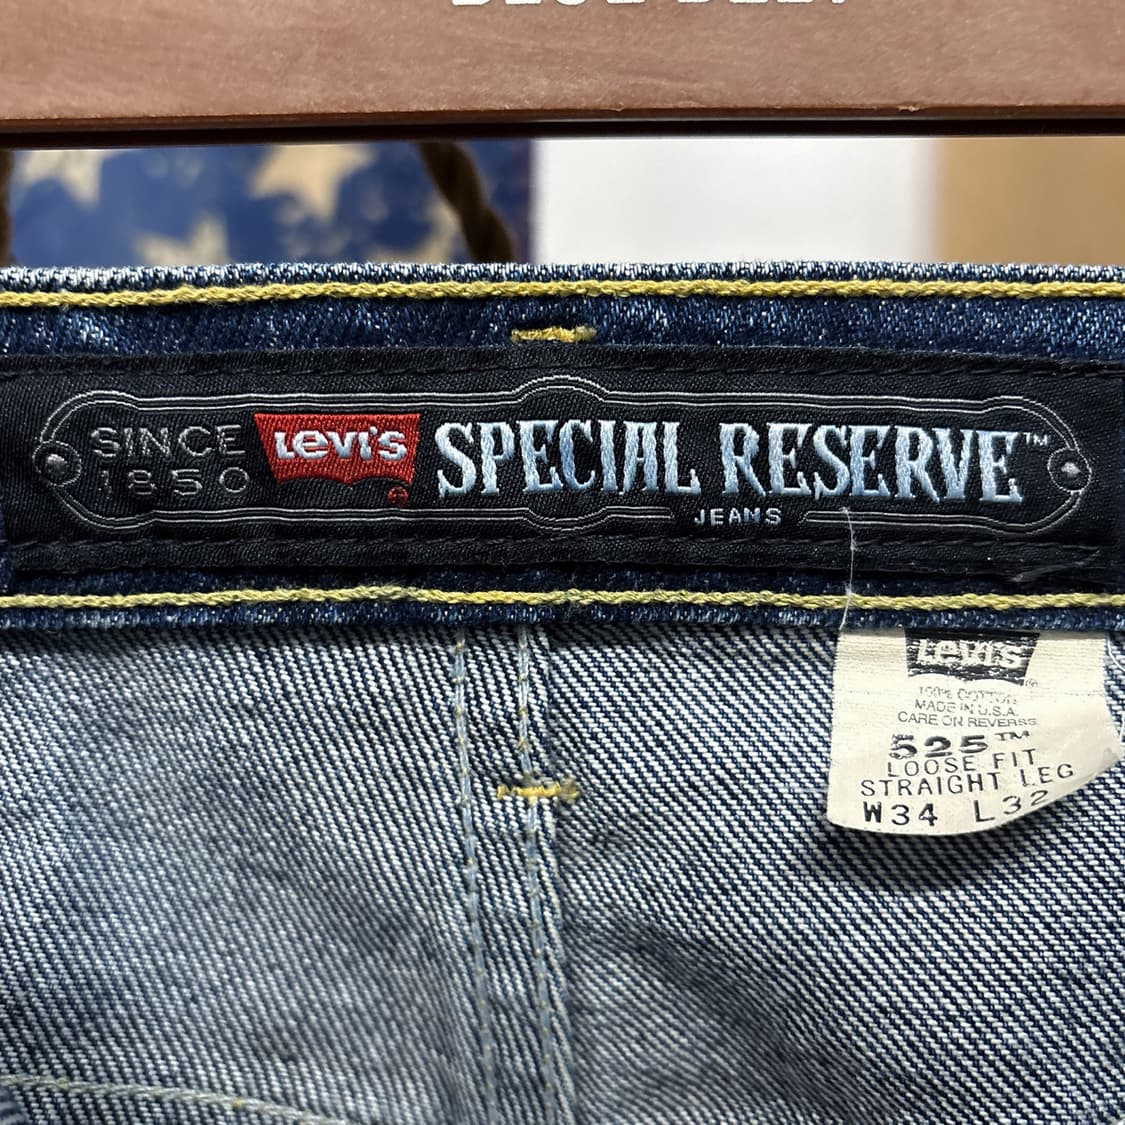 SINCE
1850
Levi's
®
SPECIAL RESERVE™
JEANS
Levi's
®
100% COTTON
MADE IN U.S.A.
CARE ON REVERSE
525™
LOOSE FIT
STRAIGHT LEG
W34 L32